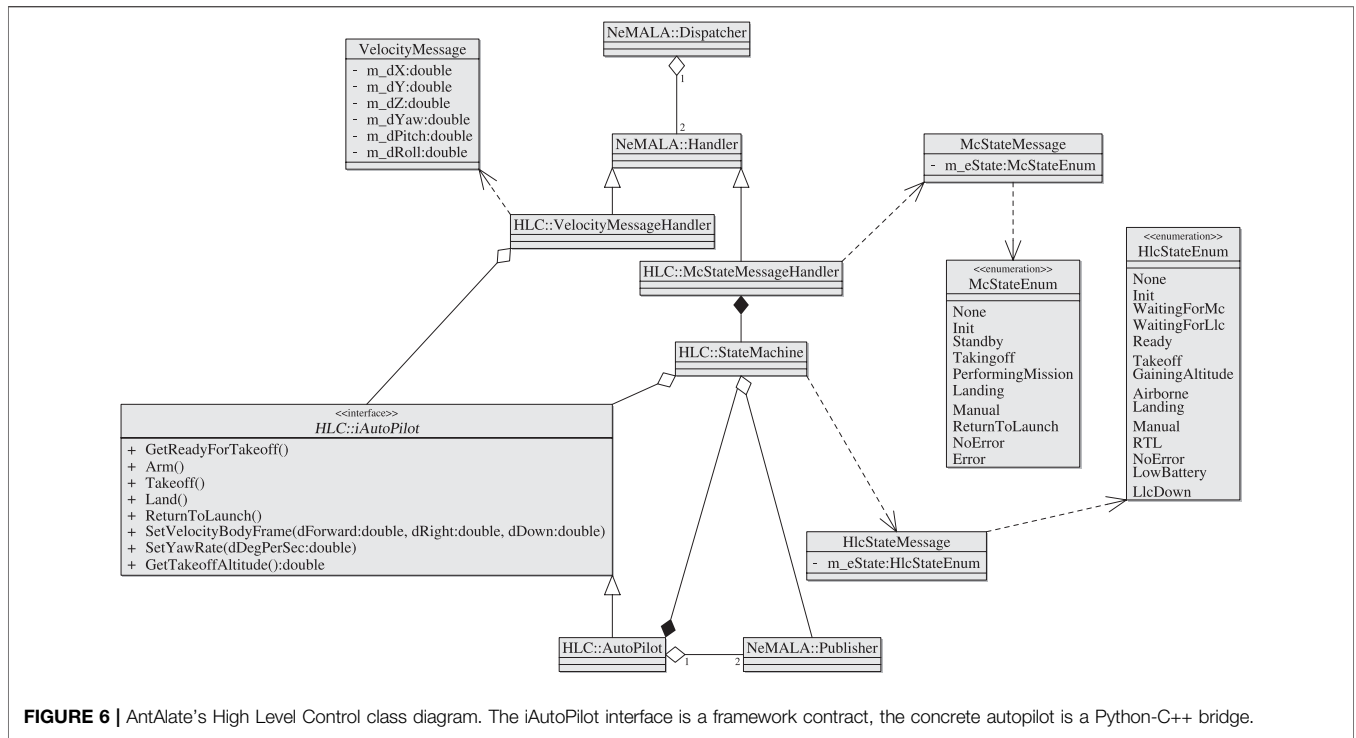 NeMALA::Dispatcher
1
2
NeMALA::Handler
VelocityMessage
- m_dX:double
- m_dY:double
- m_dZ:double
- m_dYaw:double
- m_dPitch:double
- m_dRoll:double
HLC::VelocityMessageHandler
HLC::McStateMessageHandler
McStateMessage
- m_eState:McStateEnum
<<enumeration>>
McStateEnum
None
Init
Standby
Takingoff
PerformingMission
Landing
Manual
ReturnToLaunch
NoError
Error
<<enumeration>>
HlcStateEnum
None
Init
WaitingForMc
WaitingForLlc
Ready
Takeoff
GainingAltitude
Airborne
Landing
Manual
RTL
NoError
LowBattery
LlcDown
HLC::StateMachine
<<interface>>
HLC::iAutoPilot
+ GetReadyForTakeoff()
+ Arm()
+ Takeoff()
+ Land()
+ ReturnToLaunch()
+ SetVelocityBodyFrame(dForward:double, dRight:double, dDown:double)
+ SetYawRate(dDegPerSec:double)
+ GetTakeoffAltitude():double
HlcStateMessage
- m_eState:HlcStateEnum
HLC::AutoPilot
1
2
NeMALA::Publisher
FIGURE 6 | AntAlate's High Level Control class diagram. The iAutoPilot interface is a framework contract, the concrete autopilot is a Python-C++ bridge.